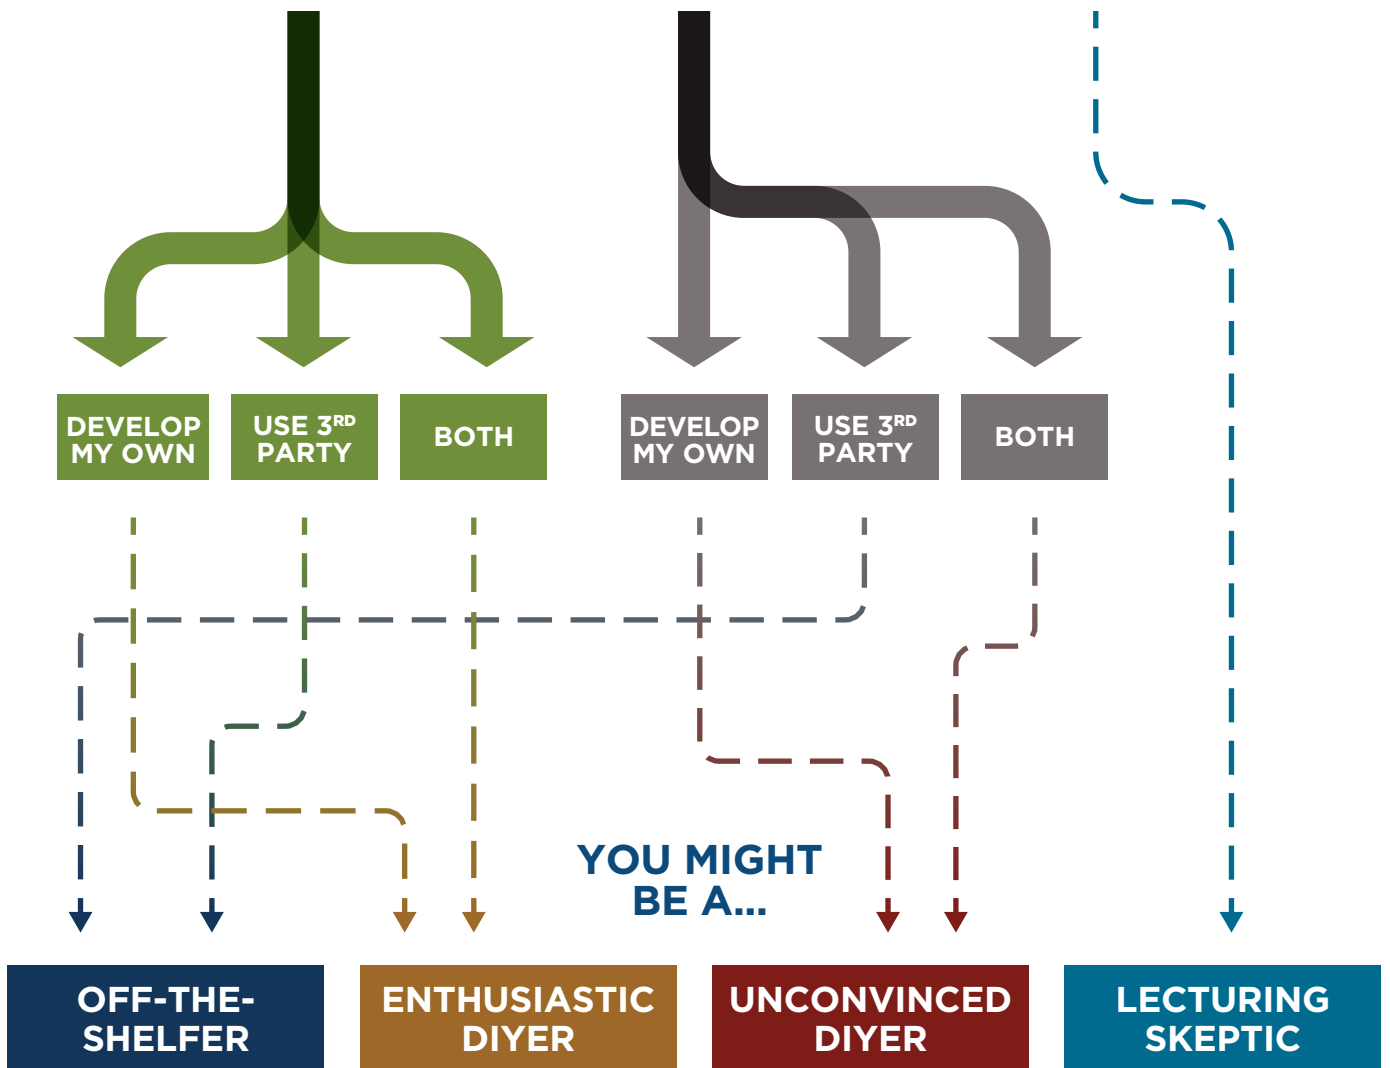 DEVELOP
MY OWN
USE 3RD
PARTY
BOTH
DEVELOP
MY OWN
USE 3RD
PARTY
BOTH
YOU MIGHT
BE A...
OFF-THE-
SHELFER
ENTHUSIASTIC
DIYER
UNCONVINCED
DIYER
LECTURING
SKEPTIC